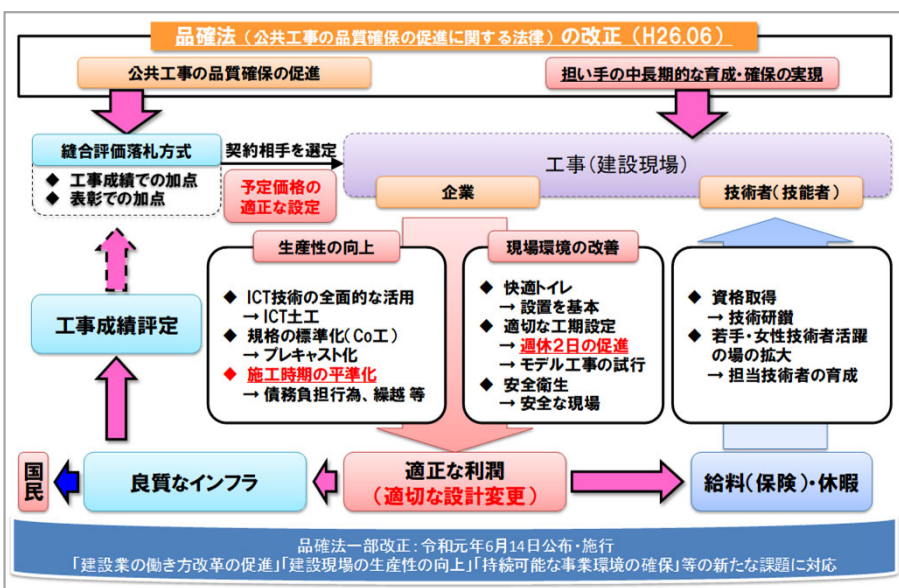 品確法（公共工事の品質確保の促進に関する法律）の改正（H26.06）
公共工事の品質確保の促進
担い手の中長期的な育成・確保の実現
縫合評価落札方式
◆ 工事成績での加点
◆ 表彰での加点
契約相手を選定
予定価格の
適正な設定
工事（建設現場）
企業
技術者（技能者）
生産性の向上
◆ ICT技術の全面的な活用
→ ICT土工
◆ 規格の標準化（Co工）
→ プレキャスト化
◆ 施工時期の平準化
→ 債務負担行為、繰越 等
現場環境の改善
◆ 快適トイレ
→ 設置を基本
◆ 適切な工期設定
→ 週休２日の促進
→ モデル工事の試行
◆ 安全衛生
→ 安全な現場
◆ 資格取得
→ 技術研鑚
◆ 若手・女性技術者活躍
の場の拡大
→ 担当技術者の育成
工事成績評定
国民
良質なインフラ
適正な利潤
（適切な設計変更）
給料（保険）・休暇
品確法一部改正：令和元年6月14日公布・施行
「建設業の働き方改革の促進」「建設現場の生産性の向上」「持続可能な事業環境の確保」等の新たな課題に対応